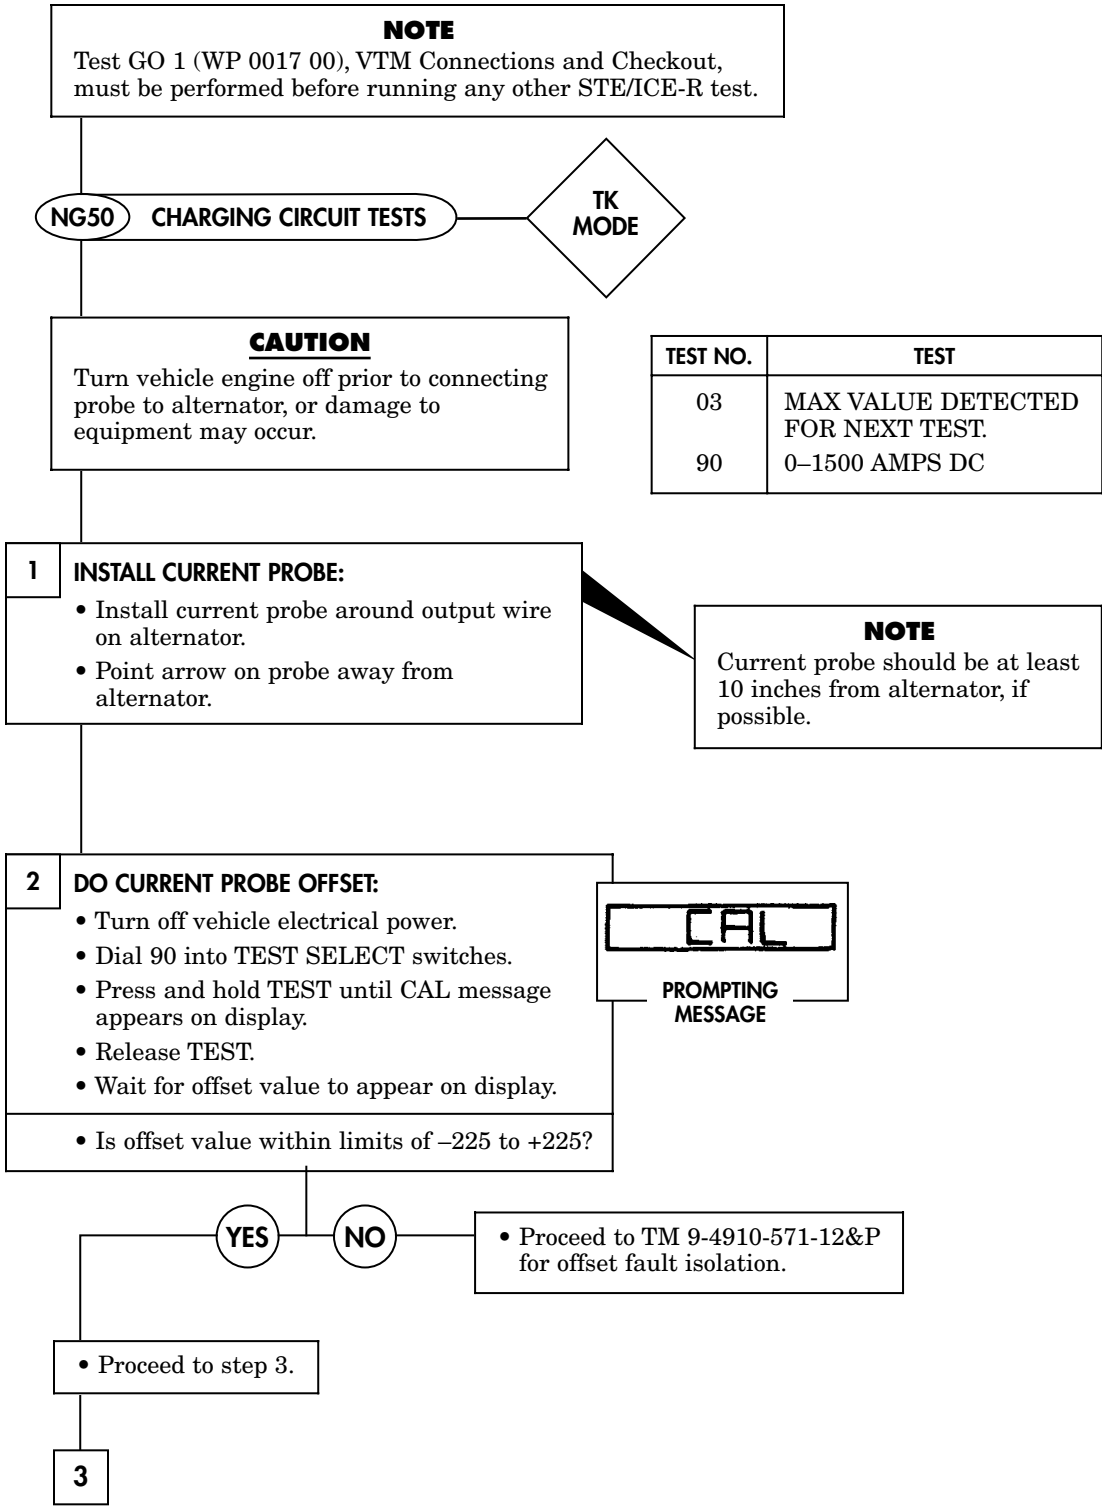 NOTE
Test GO 1 (WP 0017 00), VTM Connections and Checkout,
must be performed before running any other STE/ICE-R test.
NG50 CHARGING CIRCUIT TESTS
TK
MODE
CAUTION
Turn vehicle engine off prior to connecting
probe to alternator, or damage to
equipment may occur.
TEST NO. TEST
03 MAX VALUE DETECTED
FOR NEXT TEST.
90 0–1500 AMPS DC
1 INSTALL CURRENT PROBE:
• Install current probe around output wire
on alternator.
• Point arrow on probe away from
alternator.
NOTE
Current probe should be at least
10 inches from alternator, if
possible.
2 DO CURRENT PROBE OFFSET:
• Turn off vehicle electrical power.
• Dial 90 into TEST SELECT switches.
• Press and hold TEST until CAL message
appears on display.
• Release TEST.
• Wait for offset value to appear on display.
• Is offset value within limits of –225 to +225?
CAL
PROMPTING
MESSAGE
YES
NO
• Proceed to TM 9-4910-571-12&P
for offset fault isolation.
• Proceed to step 3.
3